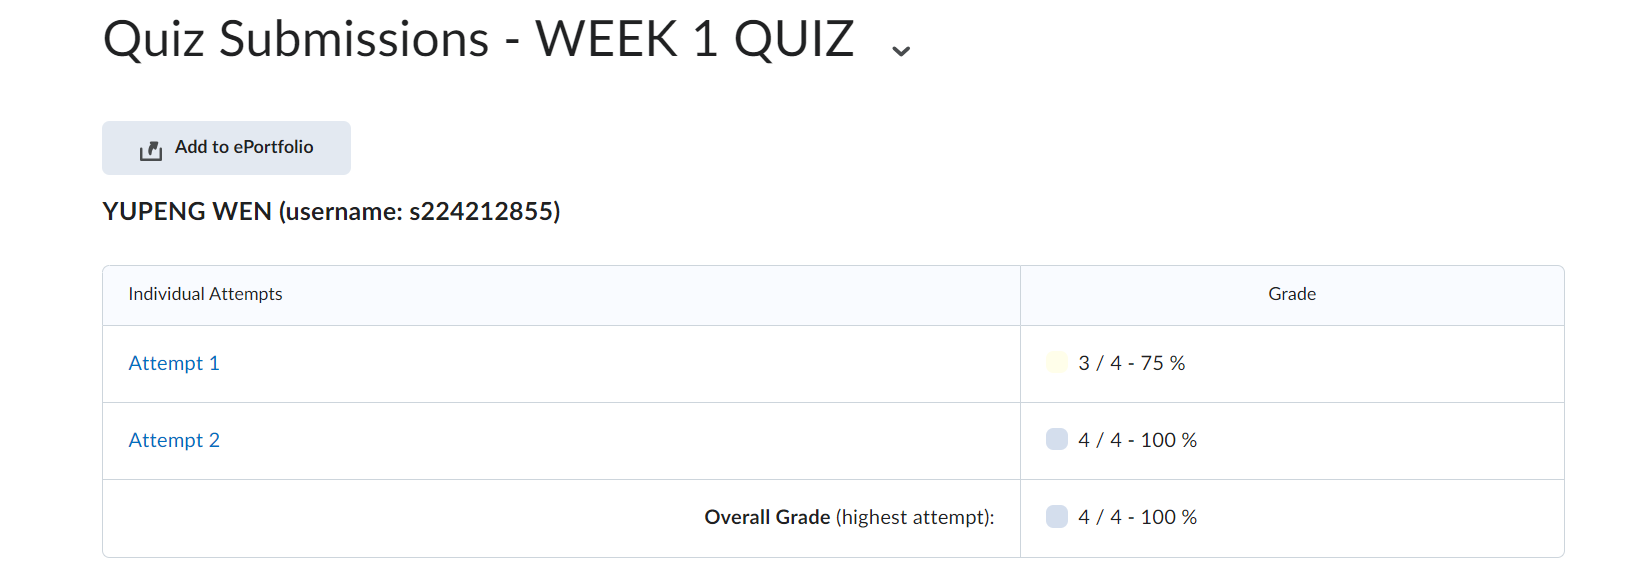 Quiz Submissions - WEEK 1 QUIZ
Add to ePortfolio
YUPENG WEN (username: s224212855)
Individual Attempts Grade
Attempt 1 3 / 4 - 75 %
Attempt 2 4 / 4 - 100 %
Overall Grade (highest attempt): 4 / 4 - 100 %